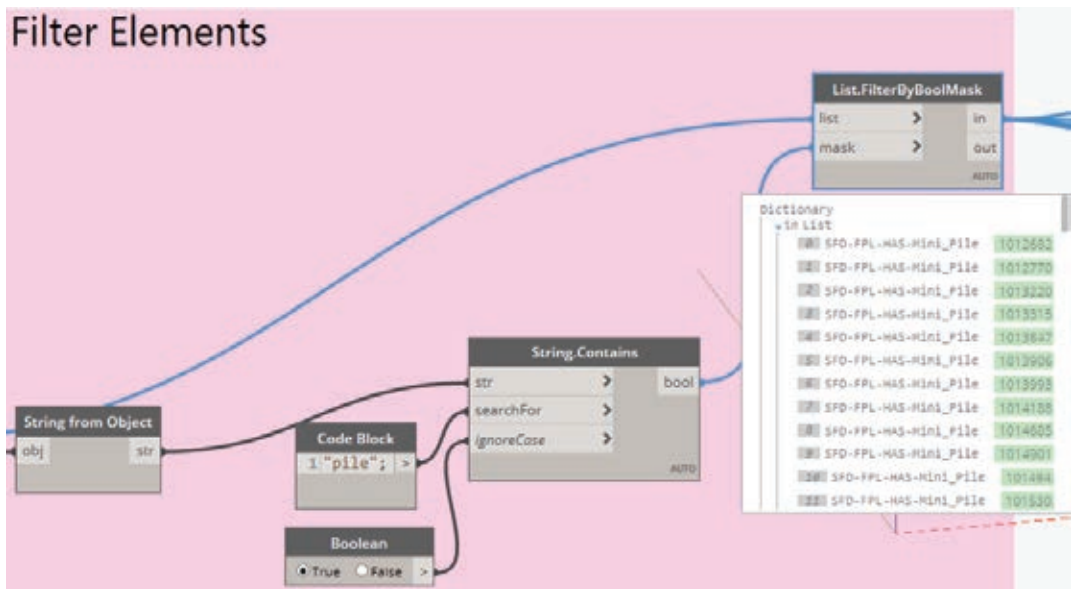 Filter Elements
List.FilterByBoolMask
list > in
mask > out
AUTO
Dictionary
in List
0 SFD-FPL-HAS-Mini_Pile 1012682
1 SFD-FPL-HAS-Mini_Pile 1012770
2 SFD-FPL-HAS-Mini_Pile 1013220
3 SFD-FPL-HAS-Mini_Pile 1013315
4 SFD-FPL-HAS-Mini_Pile
5 SFD-FPL-HAS-Mini_Pile 1013906
6 SFD-FPL-HAS-Mini_Pile 1013993
7 SFD-FPL-HAS-Mini_Pile 1014188
8 SFD-FPL-HAS-Mini_Pile 1014605
9 SFD-FPL-HAS-Mini_Pile 1014901
10 SFD-FPL-HAS-Mini_Pile 101494
11 SFD-FPL-HAS-Mini_Pile 101530
String.Contains
str > bool
searchFor >
ignoreCase >
AUTO
String from Object
obj str
Code Block
1 "pile"; >
Boolean
True False >